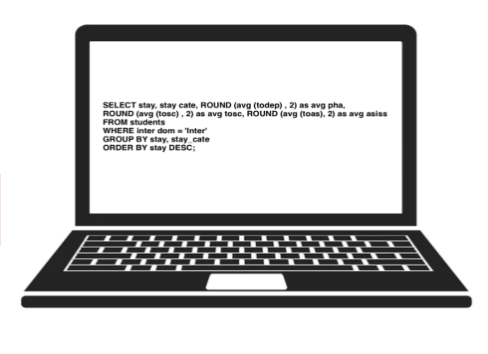 SELECT stay, stay cate, ROUND (avg (todep) , 2) as avg pha,
ROUND (avg (tosc) , 2) as avg tosc, ROUND (avg (toas), 2) as avg asiss
FROM students
WHERE inter dom = 'Inter'
GROUP BY stay, stay_cate
ORDER BY stay DESC;